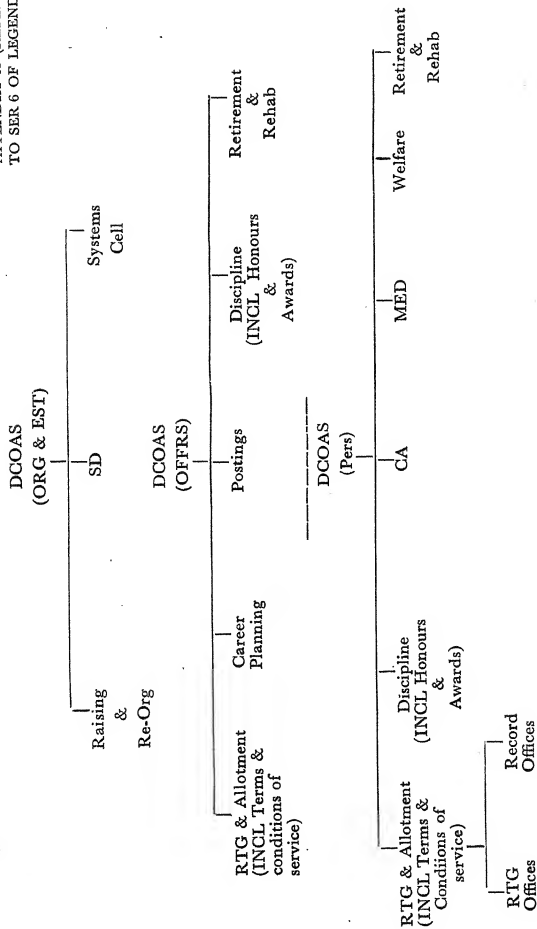 TO SER 6 OF LEGEND
DCOAS
(ORG & EST)
Raising
&
Re-Org
SD
Systems
Cell
DCOAS
(OFFRS)
RTG & Allotment
(INCL Terms &
conditions of
service)
Career
Planning
Postings
Discipline
(INCL Honours
&
Awards)
Retirement
&
Rehab
DCOAS
(Pers)
RTG & Allotment
(INCL Terms &
Condiions of
service)
Discipline
(INCL Honours
&
Awards)
CA
MED
Welfare
Retirement
&
Rehab
RTG
Offices
Record
Offices